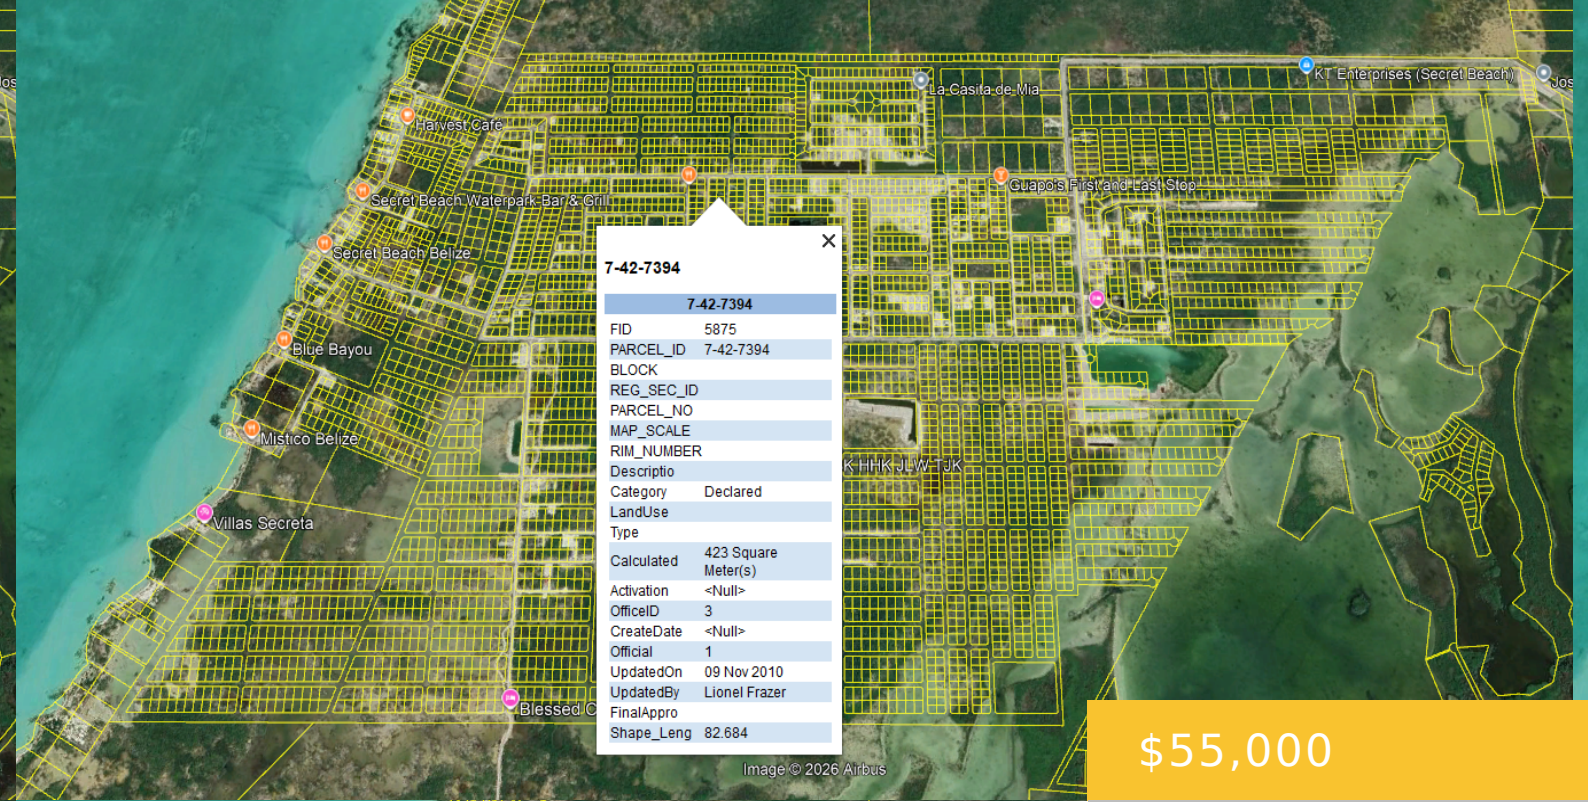 Jos
Harvest Cafe
Secret Beach Waterpark Bar & Grill
Secret Beach Belize
Blue Bayou
Mistico Belize
Villas Secreta
Blessed C
La Casita de Mia
KT Enterprises (Secret Beach)
Jos
Guapo's First and Last Stop
K HHK JLW TJK
7-42-7394
7-42-7394
FID 5875
PARCEL_ID 7-42-7394
BLOCK
REG_SEC_ID
PARCEL_NO
MAP_SCALE
RIM_NUMBER
Descriptio
Category Declared
LandUse
Type
Calculated 423 Square
Meter(s)
Activation <Null>
OfficeID 3
CreateDate <Null>
Official 1
UpdatedOn 09 Nov 2010
UpdatedBy Lionel Frazer
FinalAppro
Shape_Leng 82.684
Image © 2026 Airbus
$55,000